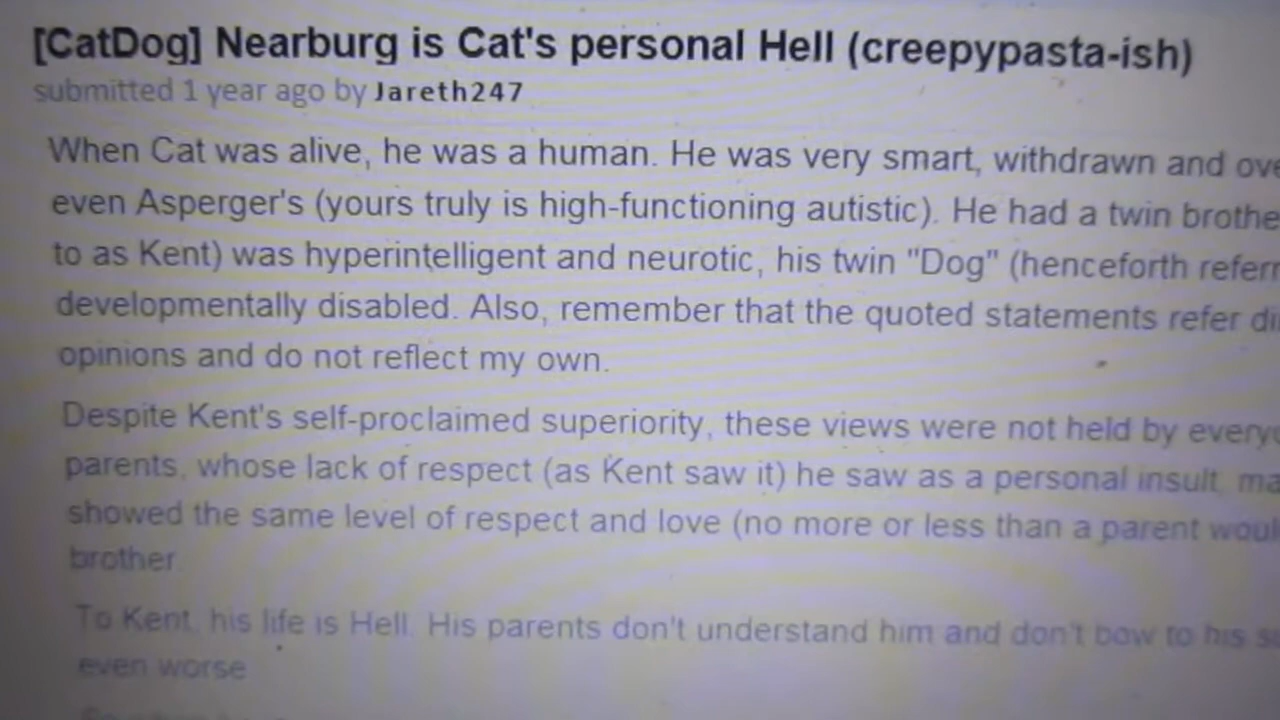 [CatDog] Nearburg is Cat's personal Hell (creepypasta-ish)
submitted 1 year ago by Jareth247
When Cat was alive, he was a human. He was very smart, withdrawn and
even Asperger's (yours truly is high-functioning autistic). He had a twin
to as Kent) was hyperintelligent and neurotic, his twin "Dog" (henceforth
developmentally disabled. Also, remember that the quoted statements refer
opinions and do not reflect my own.
Despite Kent's self-proclaimed superiority, these views were not held by
parents, whose lack of respect (as Kent saw it) he saw as a personal insult,
showed the same level of respect and love (no more or less than a parent
brother
To Kent, his life is Hell. His parents don't understand him and don't bow to his
even worse